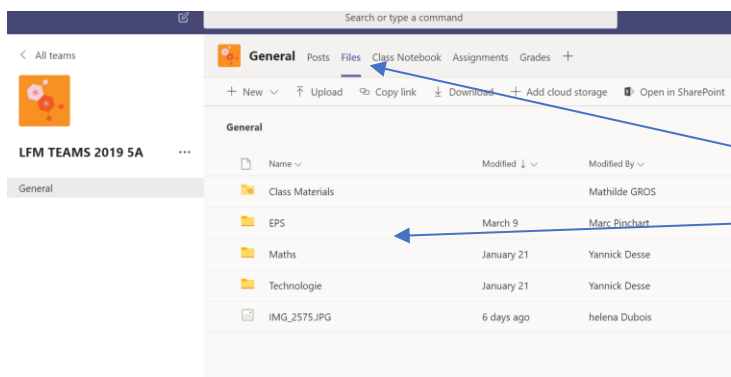 Search or type a command
All teams
General Posts Files Class Notebook Assignments Grades
New Upload Copy link Download Add cloud storage Open in SharePoint
General
LFM TEAMS 2019 5A ...
Name Modified Modified By
General
Class Materials Mathilde GROS
EPS March 9 Marc Pinchart
Maths January 21 Yannick Desse
Technologie January 21 Yannick Desse
IMG_2575.JPG 6 days ago helena Dubois